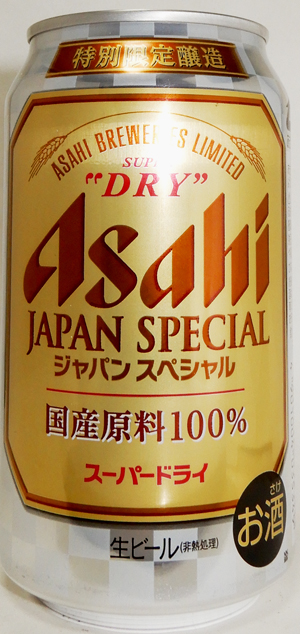 特別限定醸造
ASAHI BREWERIES LIMITED
SUPER
"DRY"
Asahi
JAPAN SPECIAL
ジャパン スペシャル
国産原料100%
スーパードライ
さけ
お酒
生ビール(非熱処理)